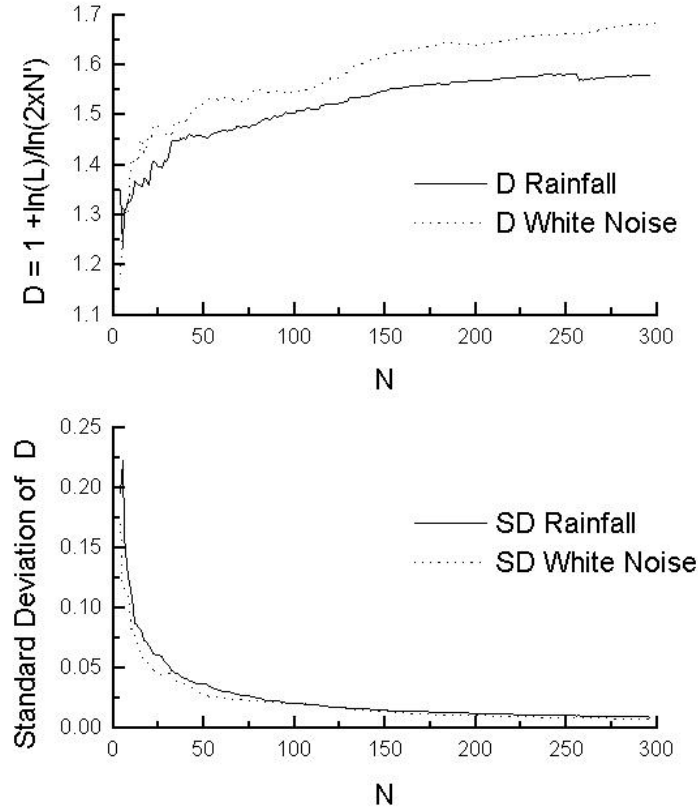 D = 1 +ln(L)/ln(2xN')
1.7
1.6
1.5
1.4
1.3
1.2
1.1
D Rainfall
D White Noise
0 50 100 150 200 250 300
N
Standard Deviation of D
0.25
0.20
0.15
0.10
0.05
0.00
SD Rainfall
SD White Noise
0 50 100 150 200 250 300
N